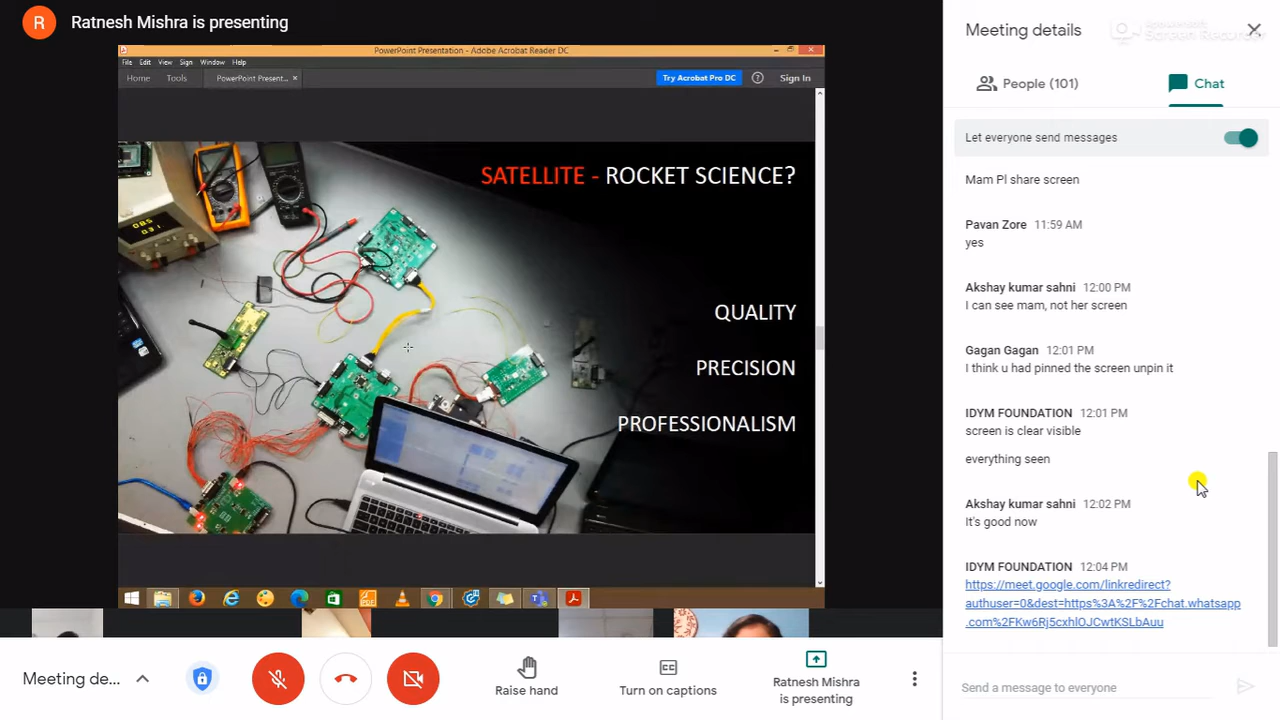 R Ratnesh Mishra is presenting
PowerPoint Presentation - Adobe Acrobat Reader DC
File Edit View Sign Window Help
Home Tools PowerPoint Present... × Try Acrobat Pro DC ? Sign In
SATELLITE - ROCKET SCIENCE?
QUALITY
PRECISION
PROFESSIONALISM
Meeting details
Screen Recorder
People (101) Chat
Let everyone send messages
Mam Pl share screen
Pavan Zore 11:59 AM
yes
Akshay kumar sahni 12:00 PM
I can see mam, not her screen
Gagan Gagan 12:01 PM
I think u had pinned the screen unpin it
IDYM FOUNDATION 12:01 PM
screen is clear visible
everything seen
Akshay kumar sahni 12:02 PM
It's good now
IDYM FOUNDATION 12:04 PM
https://meet.google.com/linkredirect?
authuser=0&dest=https%3A%2F%2Fchat.whatsapp
.com%2FKw6Rj5cxhlOJCwtKSLbAuu
Send a message to everyone
Meeting de...
Raise hand
CC
Turn on captions
Ratnesh Mishra
is presenting